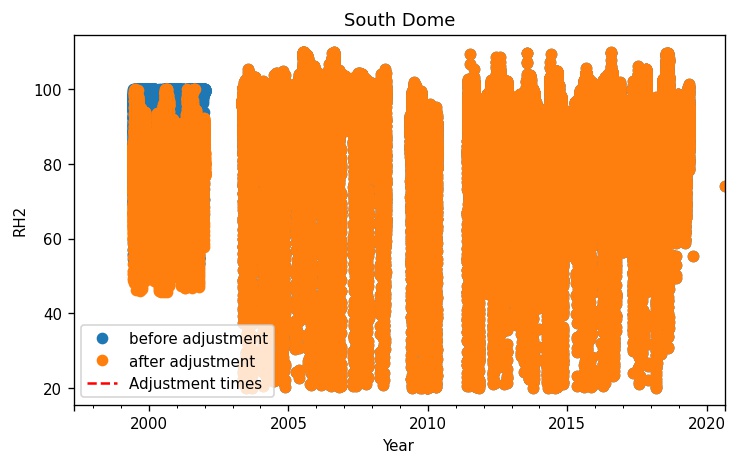 South Dome
RH2
100
80
60
40
20
before adjustment
after adjustment
Adjustment times
2000
2005
2010
2015
2020
Year